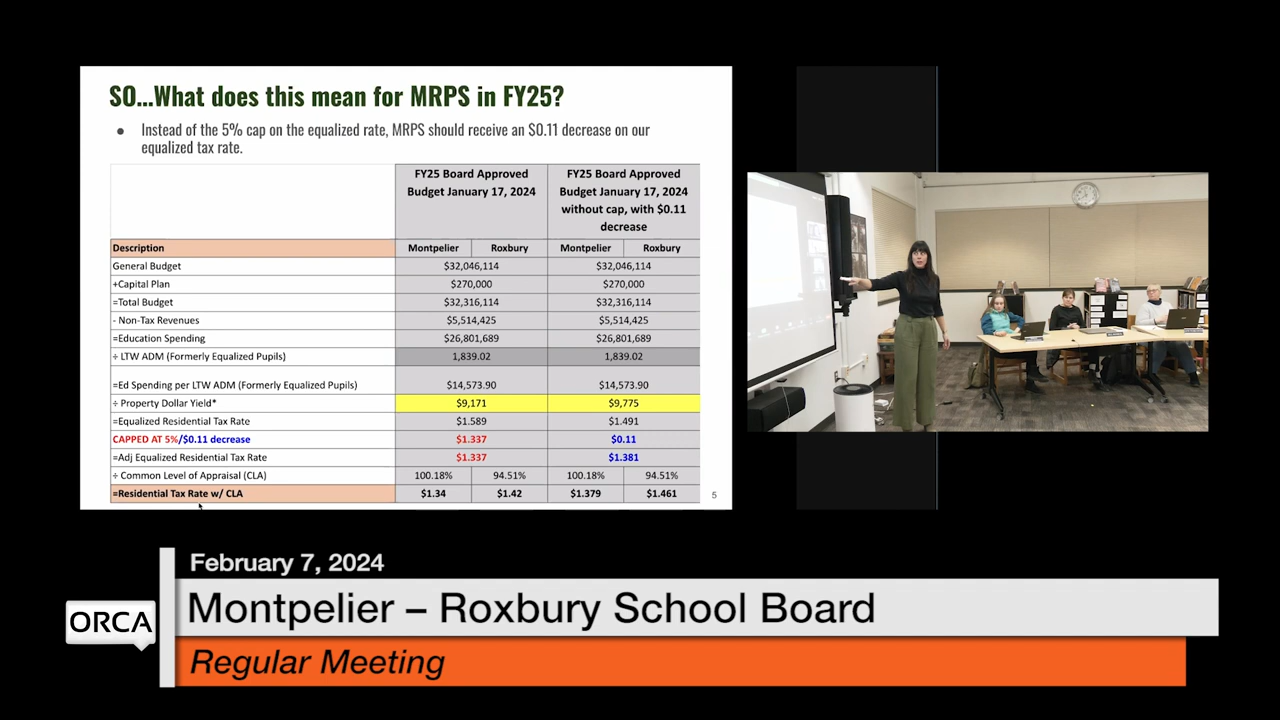 SO...What does this mean for MRPS in FY25?
● Instead of the 5% cap on the equalized rate, MRPS should receive an $0.11 decrease on our
equalized tax rate.
FY25 Board Approved Budget January 17, 2024 FY25 Board Approved Budget January 17, 2024 without cap, with $0.11 decrease
Description Montpelier Roxbury Montpelier Roxbury
General Budget $32,046,114 $32,046,114
+Capital Plan $270,000 $270,000
=Total Budget $32,316,114 $32,316,114
- Non-Tax Revenues $5,514,425 $5,514,425
=Education Spending $26,801,689 $26,801,689
÷ LTW ADM (Formerly Equalized Pupils) 1,839.02 1,839.02
=Ed Spending per LTW ADM (Formerly Equalized Pupils) $14,573.90 $14,573.90
÷ Property Dollar Yield* $9,171 $9,775
=Equalized Residential Tax Rate $1.589 $1.491
CAPPED AT 5%/$0.11 decrease $1.337 $0.11
=Adj Equalized Residential Tax Rate $1.337 $1.381
÷ Common Level of Appraisal (CLA) 100.18% 94.51% 100.18% 94.51%
=Residential Tax Rate w/ CLA $1.34 $1.42 $1.379 $1.461
5
February 7, 2024
ORCA
Montpelier – Roxbury School Board
Regular Meeting